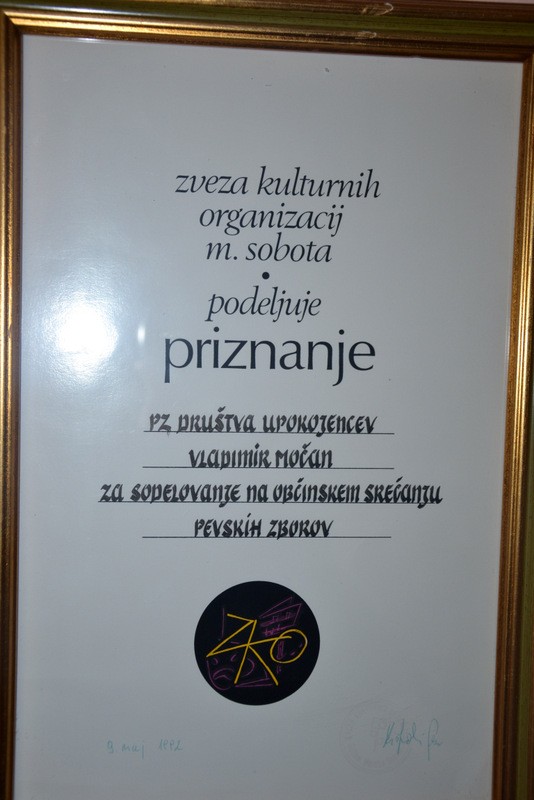 zveza kulturnih
organizacij
m. sobota
•
podeljuje
priznanje
PZ DRUŠTVA UPOKOJENCEV
VLADIMIR MOČAN
ZA SODELOVANJE NA OBČINSKEM SREČANJU
PEVSKIH ZBOROV
ZKO
9. maj 1992